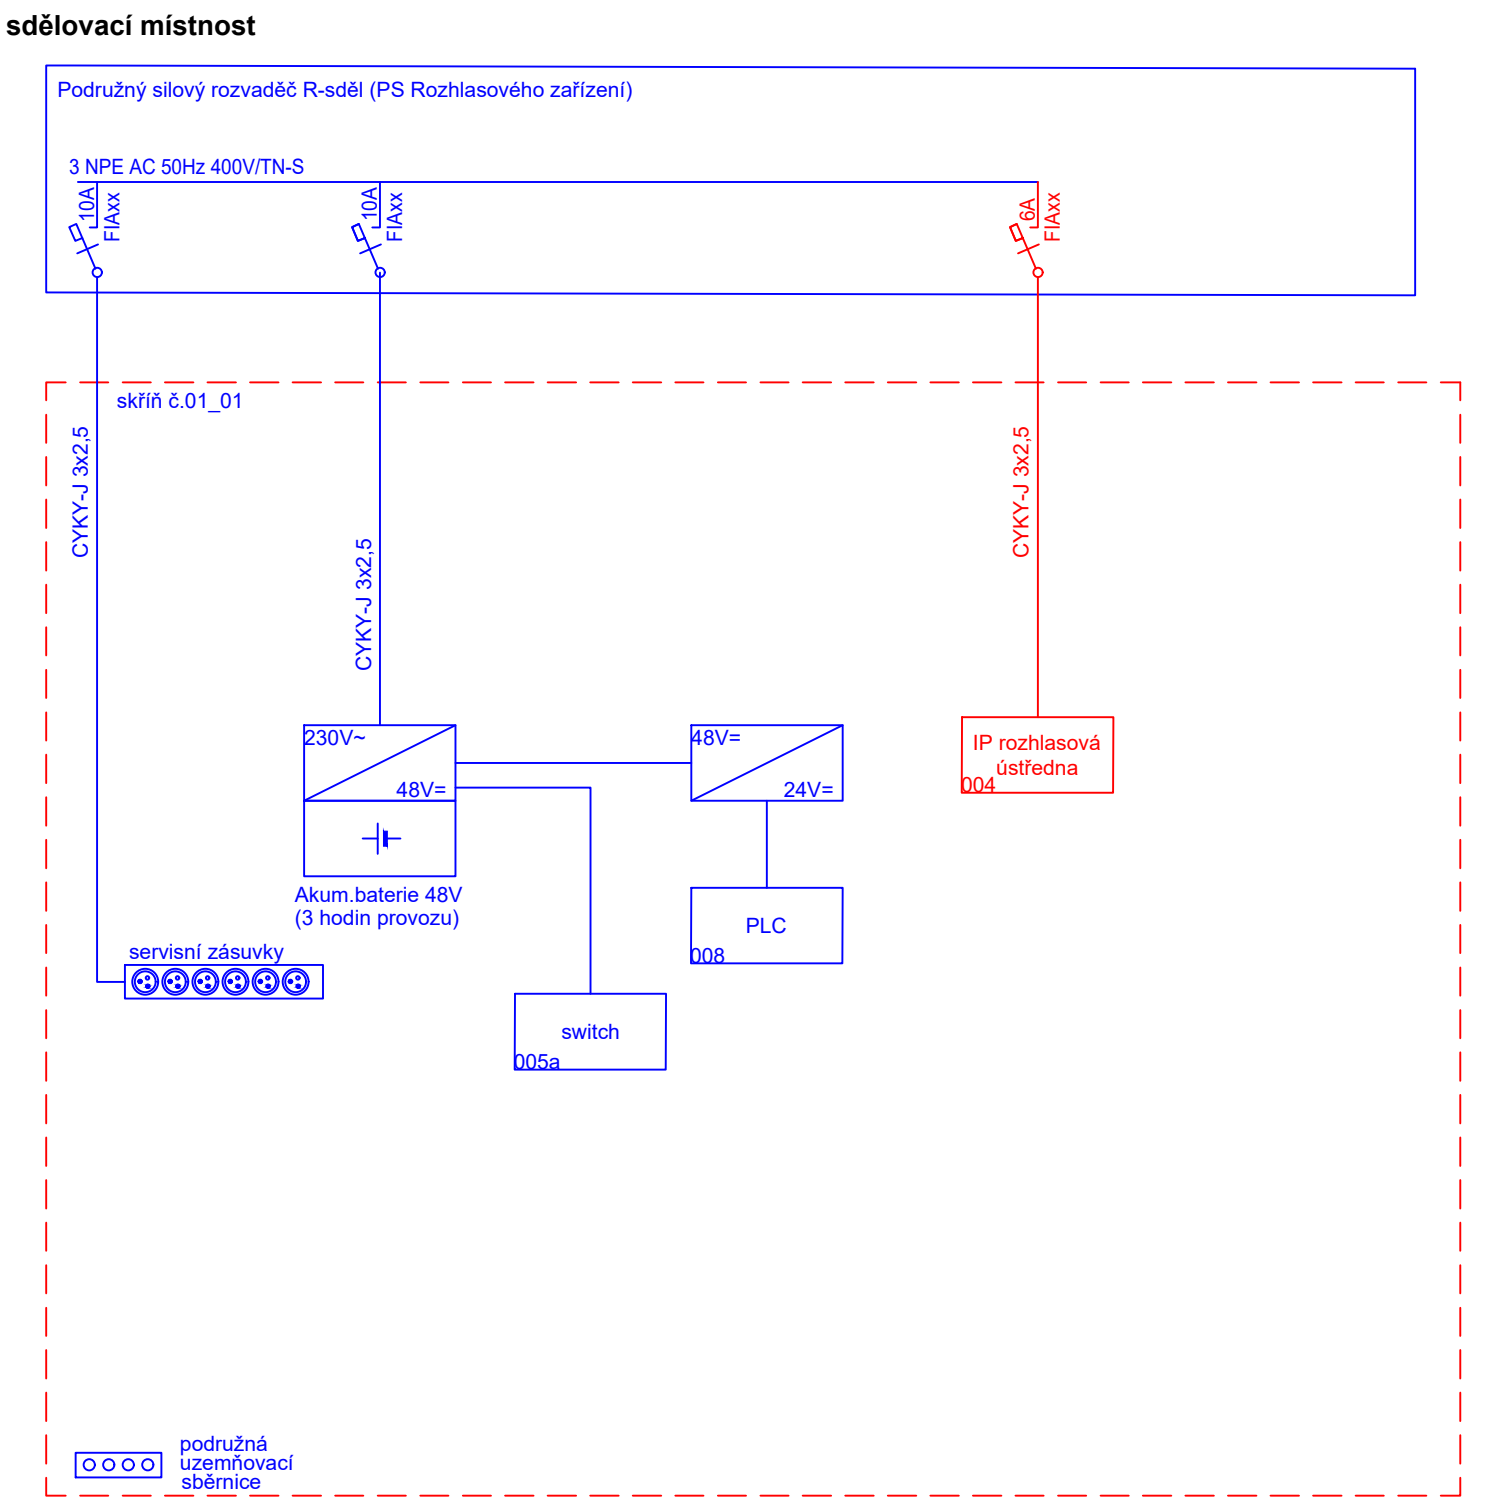 sdělovací místnost
Podružný silový rozvaděč R-sděl (PS Rozhlasového zařízení)
3 NPE AC 50Hz 400V/TN-S
10A
FIAxx
10A
FIAxx
6A
FIAxx
skříň č.01_01
CYKY-J 3x2,5
CYKY-J 3x2,5
CYKY-J 3x2,5
230V~
48V=
48V=
24V=
IP rozhlasová
ústředna
004
Akum.baterie 48V
(3 hodin provozu)
PLC
008
servisní zásuvky
switch
005a
podružná
uzemňovací
sběrnice